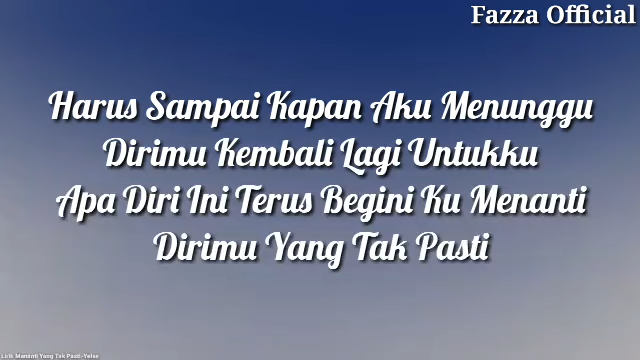 Fazza Official
Harus Sampai Kapan Aku Menunggu
Dirimu Kembali Lagi Untukku
Apa Diri Ini Terus Begini Ku Menanti
Dirimu Yang Tak Pasti
Lirik Menanti Yang Tak Pasti-Yelse